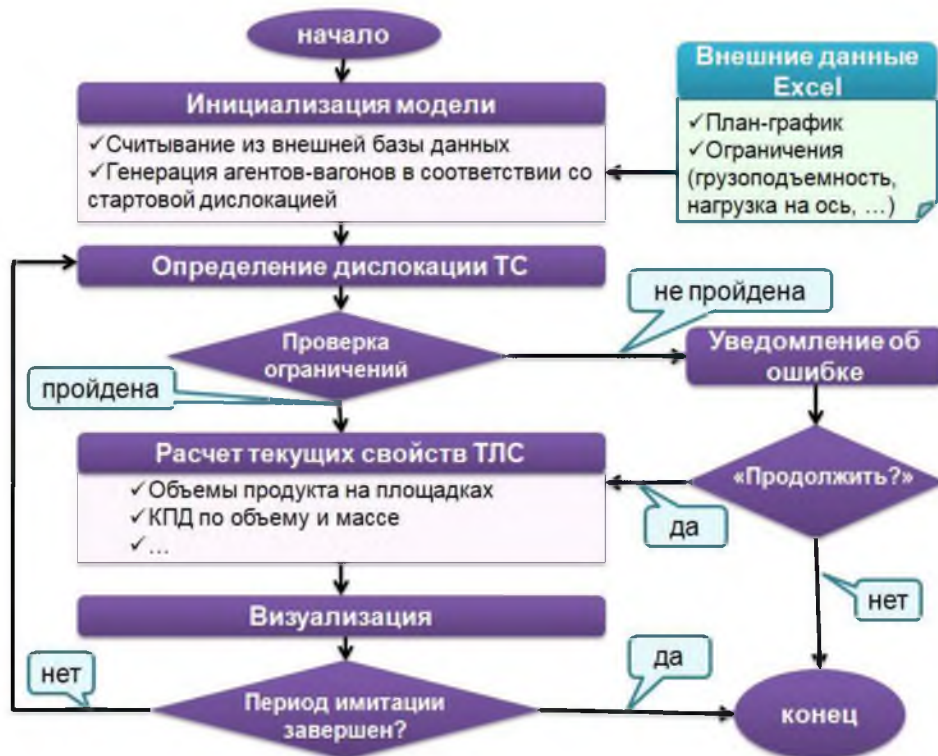 начало
Внешние данные
Excel
✓План-график
✓Ограничения
(грузоподъемность,
нагрузка на ось, …)
Инициализация модели
✓Считывание из внешней базы данных
✓Генерация агентов-вагонов в соответствии со
стартовой дислокацией
Определение дислокации ТС
не пройдена
Проверка
ограничений
Уведомление об
ошибке
пройдена
Расчет текущих свойств ТЛС
✓Объемы продукта на площадках
✓КПД по объему и массе
✓…
«Продолжить?»
да
нет
Визуализация
нет
да
Период имитации
завершен?
конец